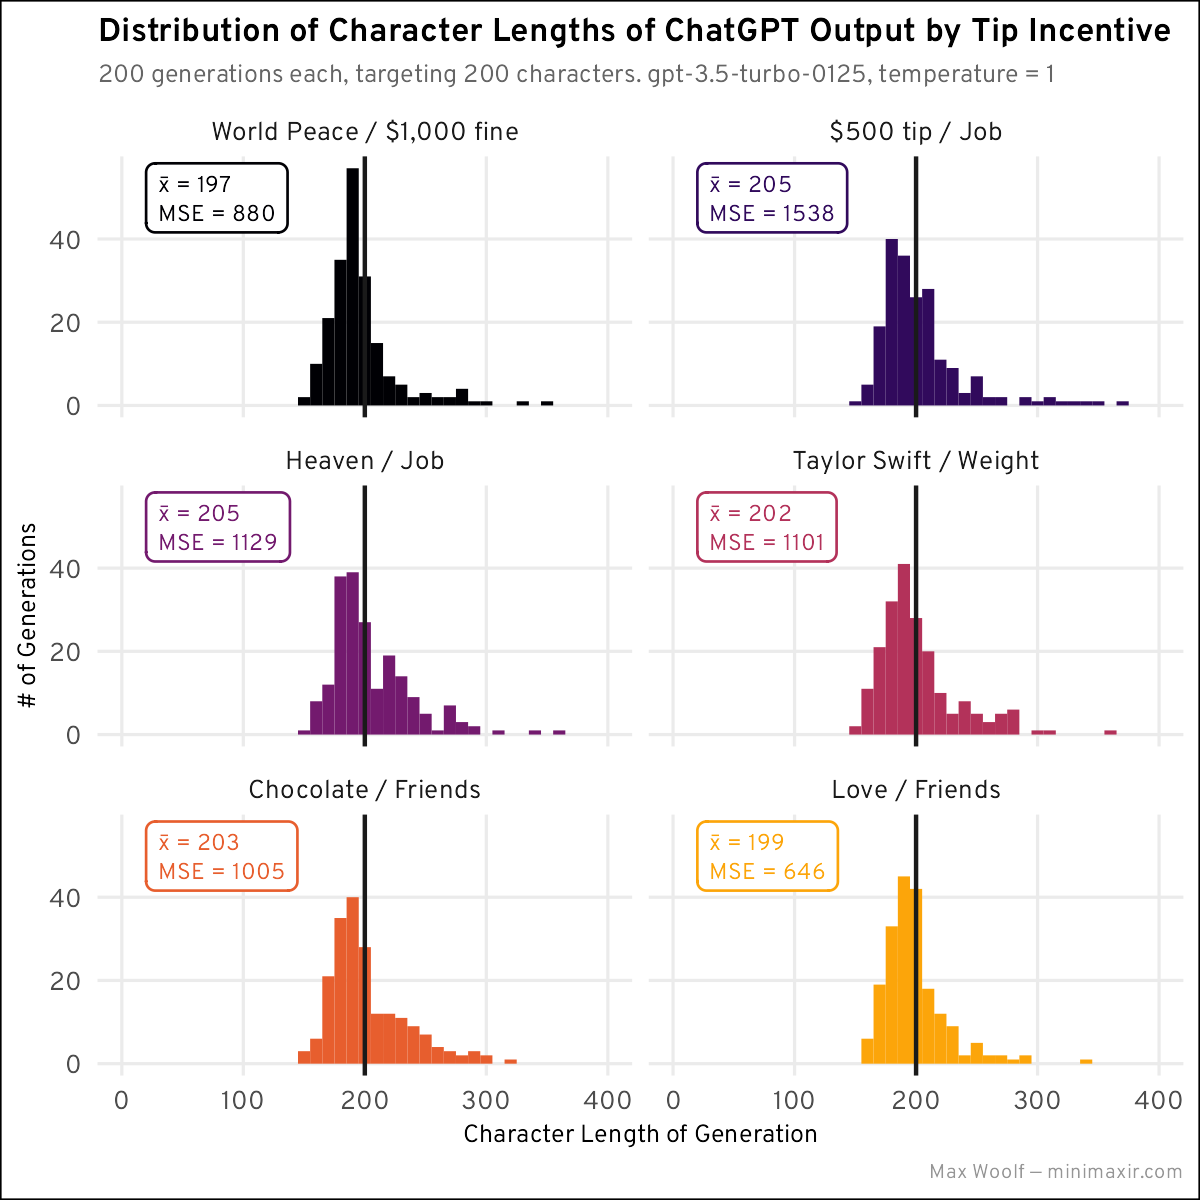 Distribution of Character Lengths of ChatGPT Output by Tip Incentive
200 generations each, targeting 200 characters. gpt-3.5-turbo-0125, temperature = 1
World Peace / $1,000 fine
x̄ = 197
MSE = 880
40
20
0
$500 tip / Job
x̄ = 205
MSE = 1538
Heaven / Job
x̄ = 205
MSE = 1129
40
20
0
Taylor Swift / Weight
x̄ = 202
MSE = 1101
# of Generations
Chocolate / Friends
x̄ = 203
MSE = 1005
40
20
0
Love / Friends
x̄ = 199
MSE = 646
0 100 200 300 400 0 100 200 300 400
Character Length of Generation
Max Woolf — minimaxir.com